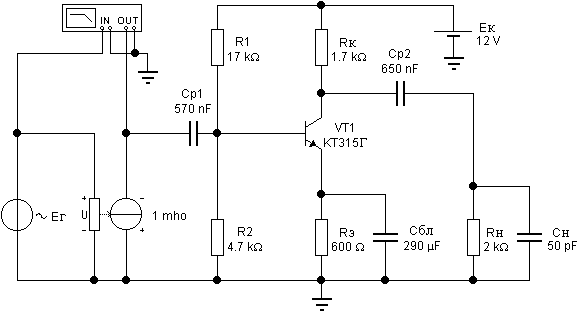 IN OUT
Eк
12 V
R1
17 kΩ
Rк
1.7 kΩ
Cp2
650 nF
Cp1
570 nF
VT1
КТ315Г
+
-
Eг
U
1 mho
-
+
R2
4.7 kΩ
Rэ
600 Ω
Cбл
290 μF
Rн
2 kΩ
Cн
50 pF